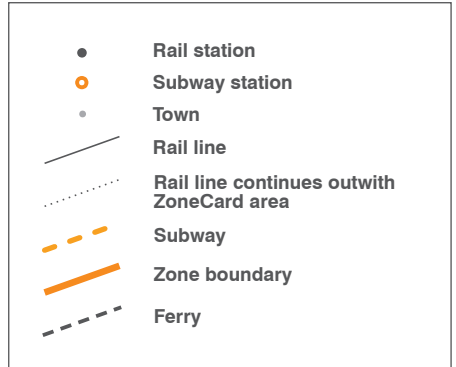 Rail station
Subway station
Town
Rail line
Rail line continues outwith
ZoneCard area
Subway
Zone boundary
Ferry